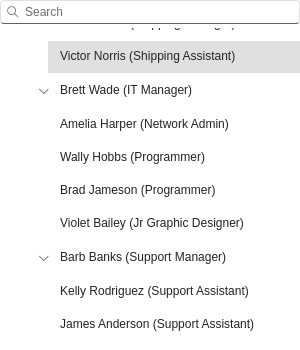 Search
Victor Norris (Shipping Assistant)
Brett Wade (IT Manager)
Amelia Harper (Network Admin)
Wally Hobbs (Programmer)
Brad Jameson (Programmer)
Violet Bailey (Jr Graphic Designer)
Barb Banks (Support Manager)
Kelly Rodriguez (Support Assistant)
James Anderson (Support Assistant)